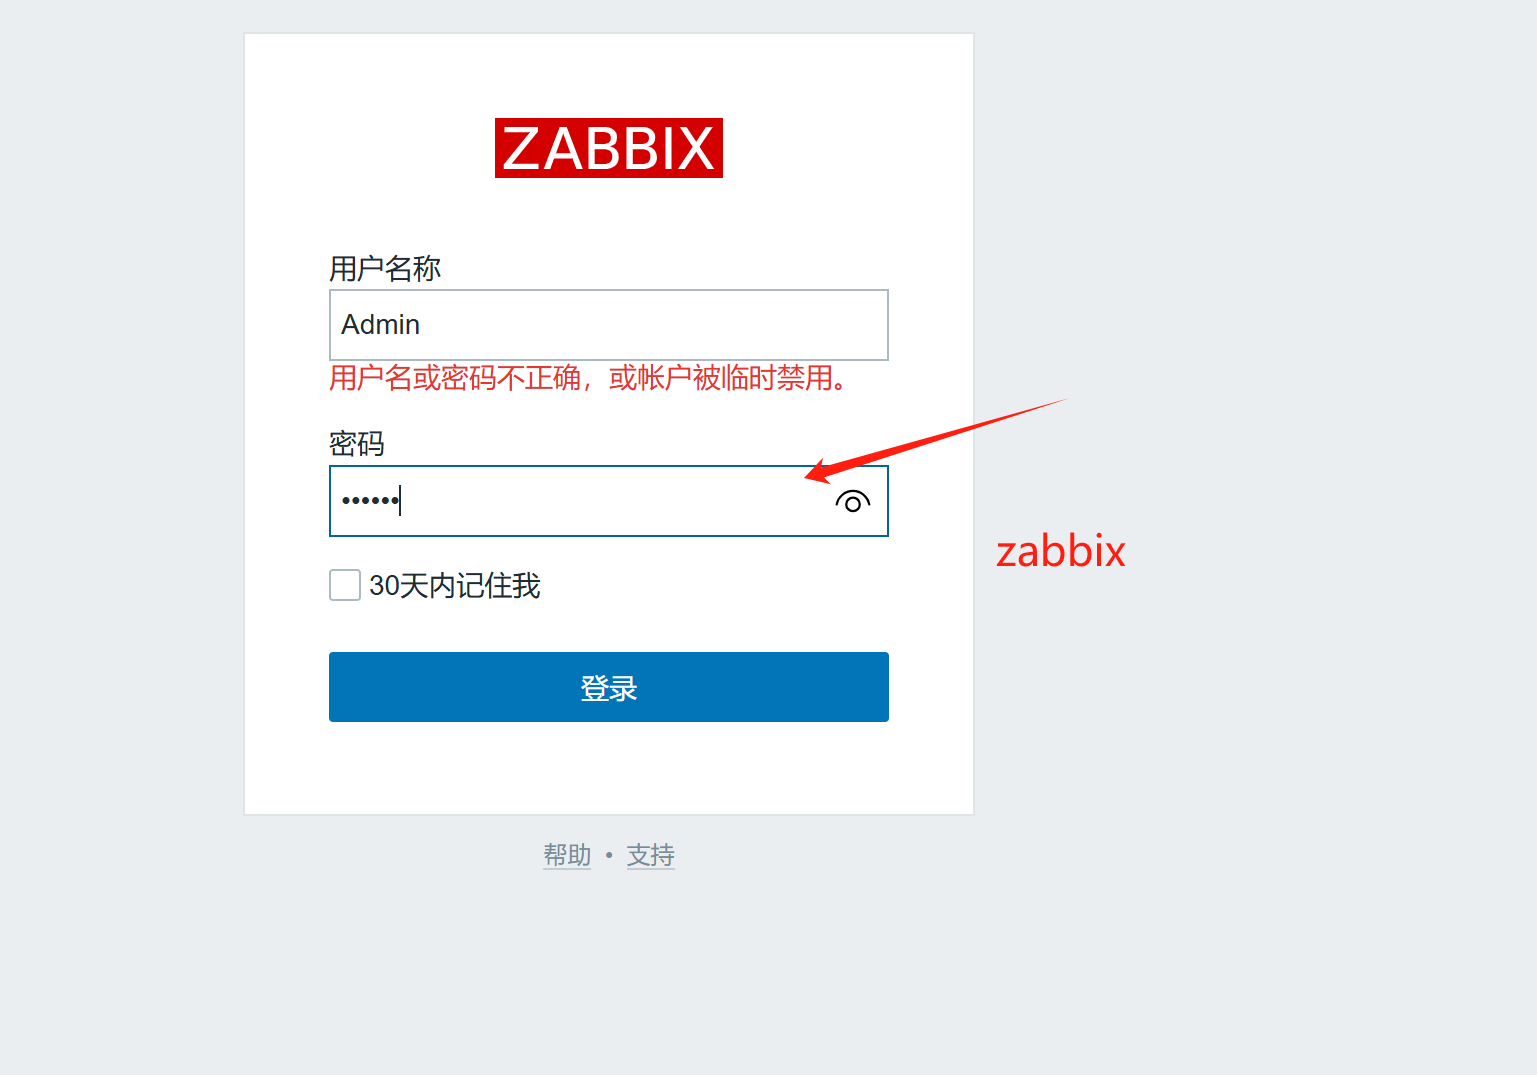 ZABBIX
用户名称
Admin
用户名或密码不正确，或帐户被临时禁用。
密码
••••••
zabbix
30天内记住我
登录
帮助 • 支持